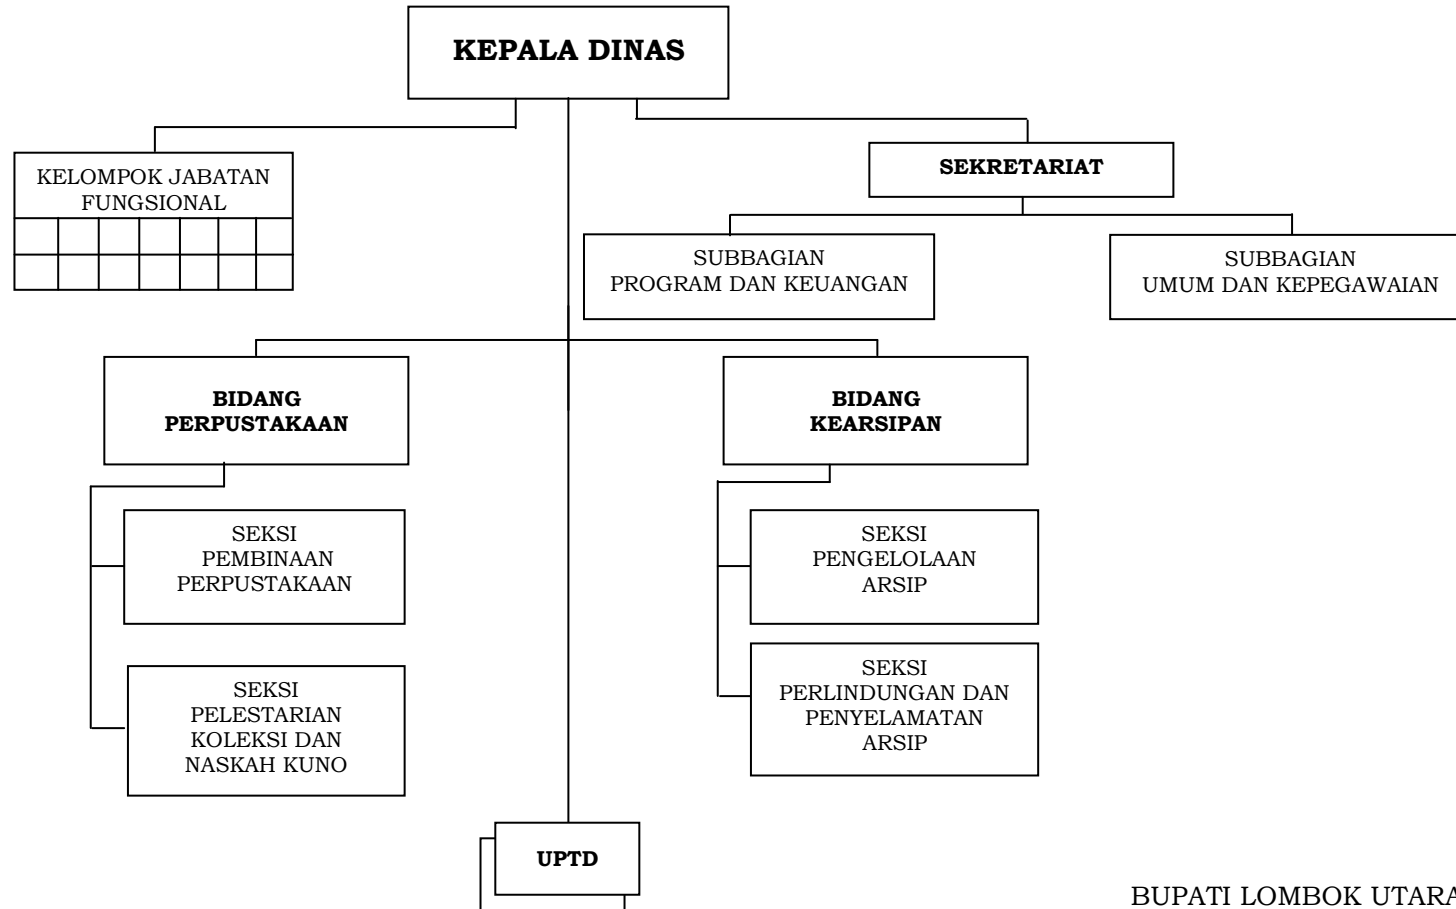 KEPALA DINAS
KELOMPOK JABATAN
FUNGSIONAL
SEKRETARIAT
SUBBAGIAN
PROGRAM DAN KEUANGAN
SUBBAGIAN
UMUM DAN KEPEGAWAIAN
BIDANG
PERPUSTAKAAN
BIDANG
KEARSIPAN
SEKSI
PEMBINAAN
PERPUSTAKAAN
SEKSI
PENGELOLAAN
ARSIP
SEKSI
PELESTARIAN
KOLEKSI DAN
NASKAH KUNO
SEKSI
PERLINDUNGAN DAN
PENYELAMATAN
ARSIP
UPTD
BUPATI LOMBOK UTARA